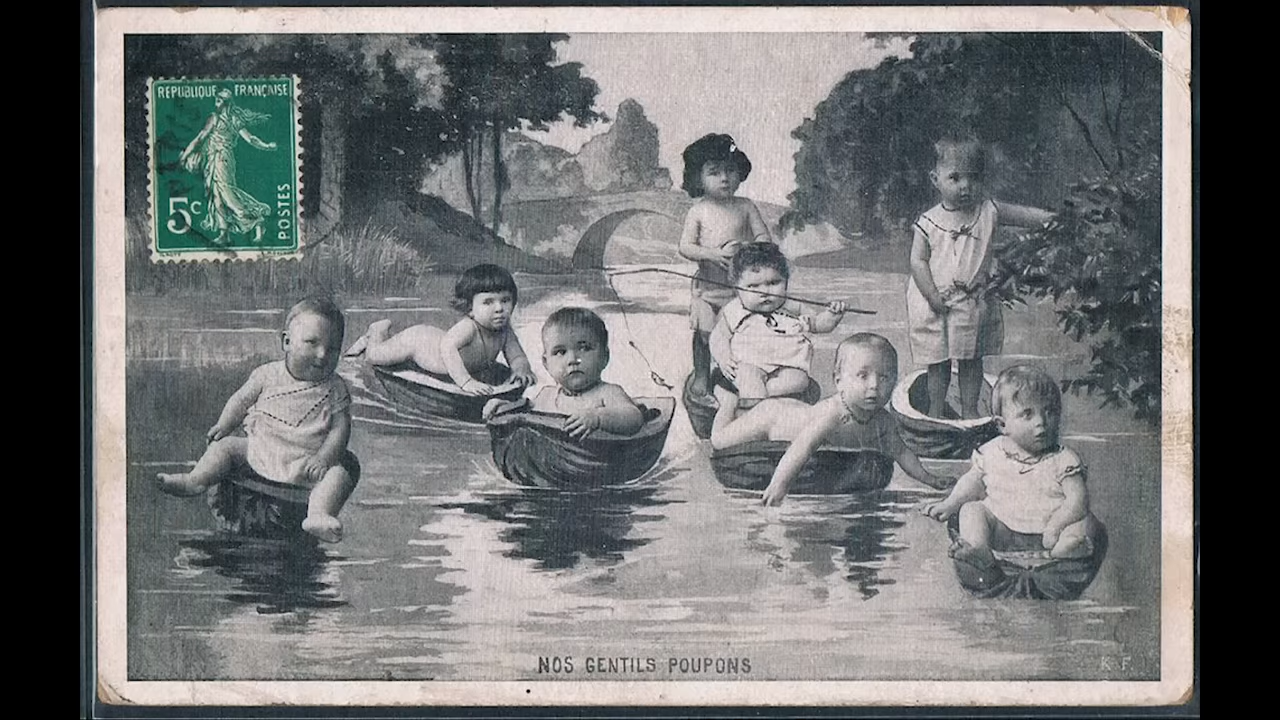 REPUBLIQUE FRANÇAISE
5c
POSTES
NOS GENTILS POUPONS
K. F.